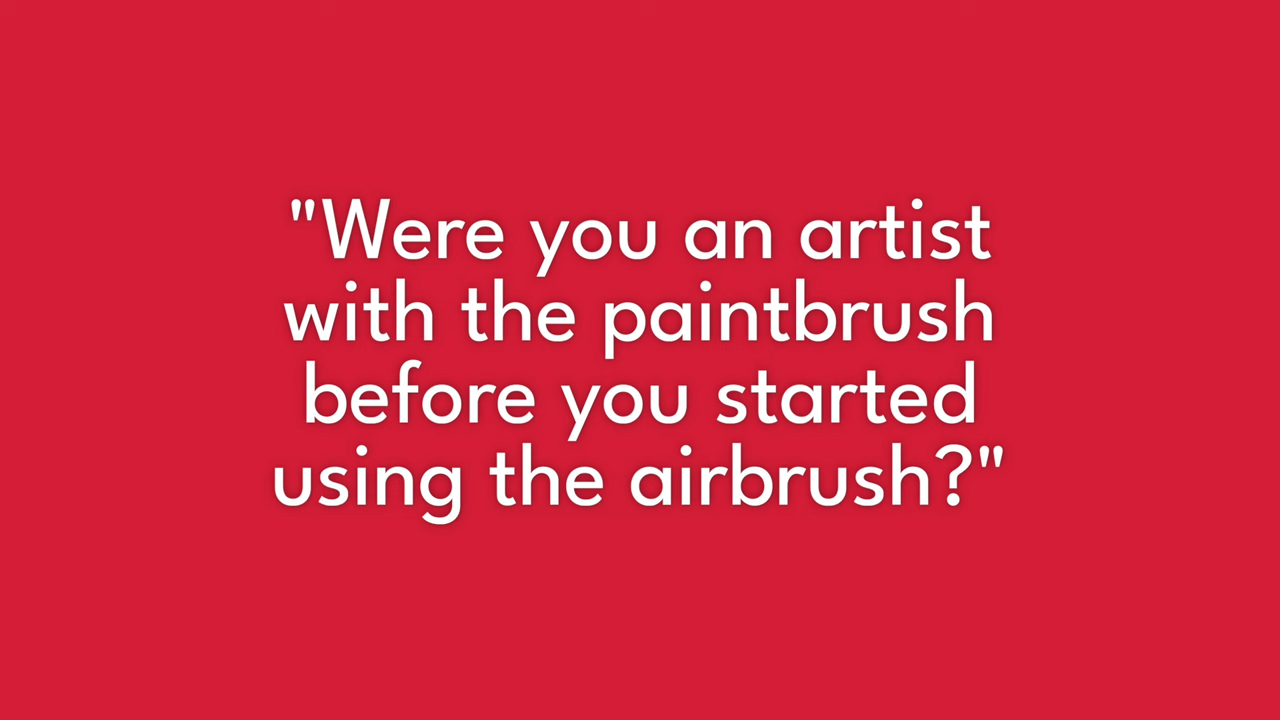 "Were you an artist
with the paintbrush
before you started
using the airbrush?"